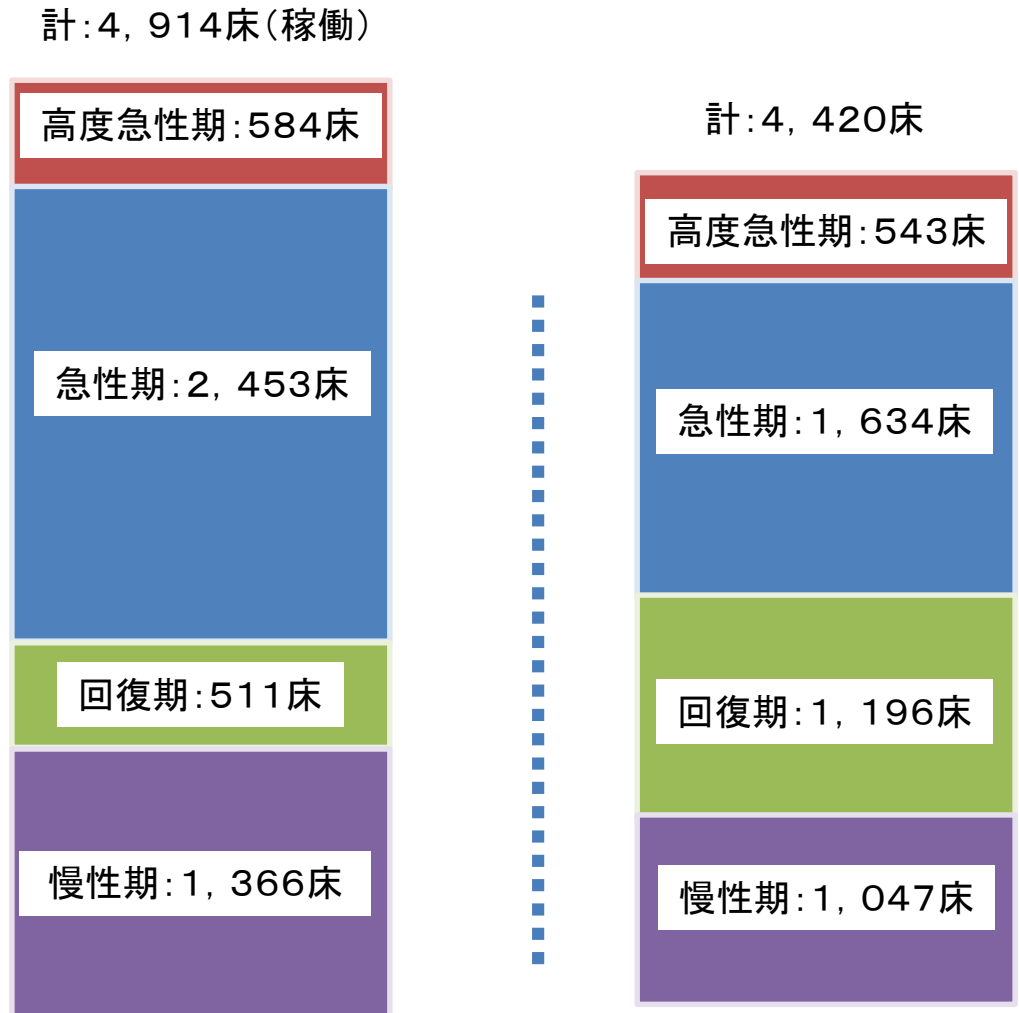 計:4,914床(稼働)
高度急性期:584床
急性期:2,453床
回復期:511床
慢性期:1,366床
計:4,420床
高度急性期:543床
急性期:1,634床
回復期:1,196床
慢性期:1,047床